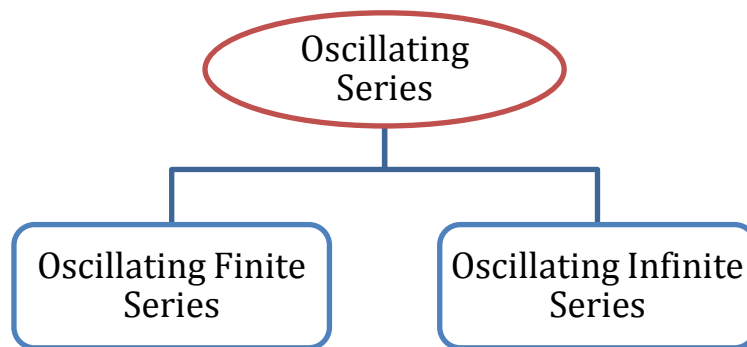 Oscillating
Series
Oscillating Finite
Series
Oscillating Infinite
Series